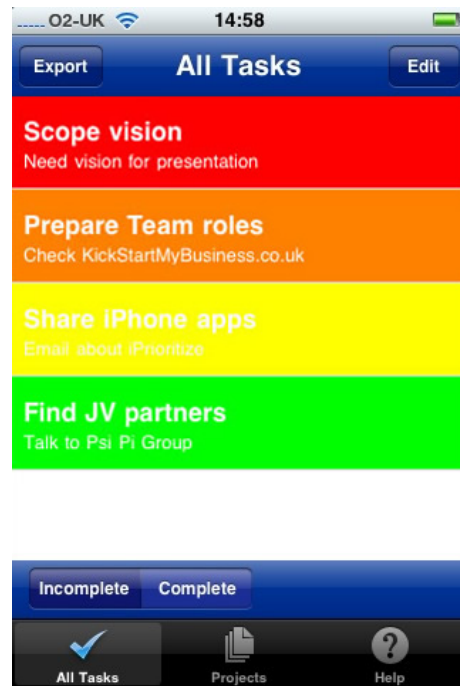 O2-UK 14:58
Export All Tasks Edit
Scope vision
Need vision for presentation
Prepare Team roles
Check KickStartMyBusiness.co.uk
Share iPhone apps
Email about iPrioritize
Find JV partners
Talk to Psi Pi Group
Incomplete Complete
All Tasks Projects Help